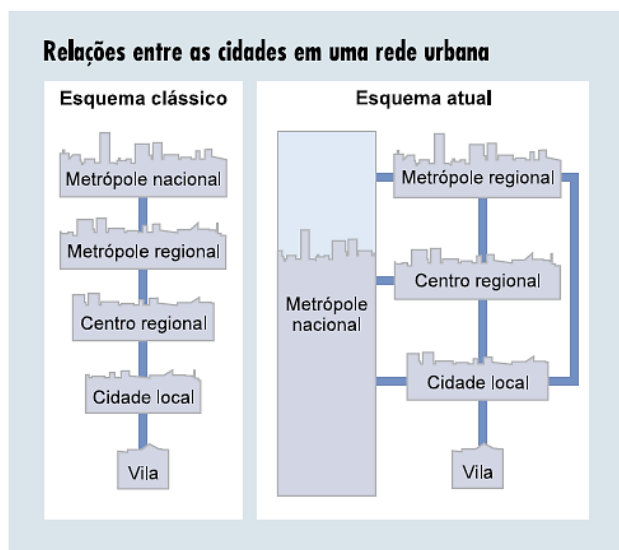 Relações entre as cidades em uma rede urbana
Esquema clássico
Metrópole nacional
Metrópole regional
Centro regional
Cidade local
Vila
Esquema atual
Metrópole
nacional
Metrópole regional
Centro regional
Cidade local
Vila